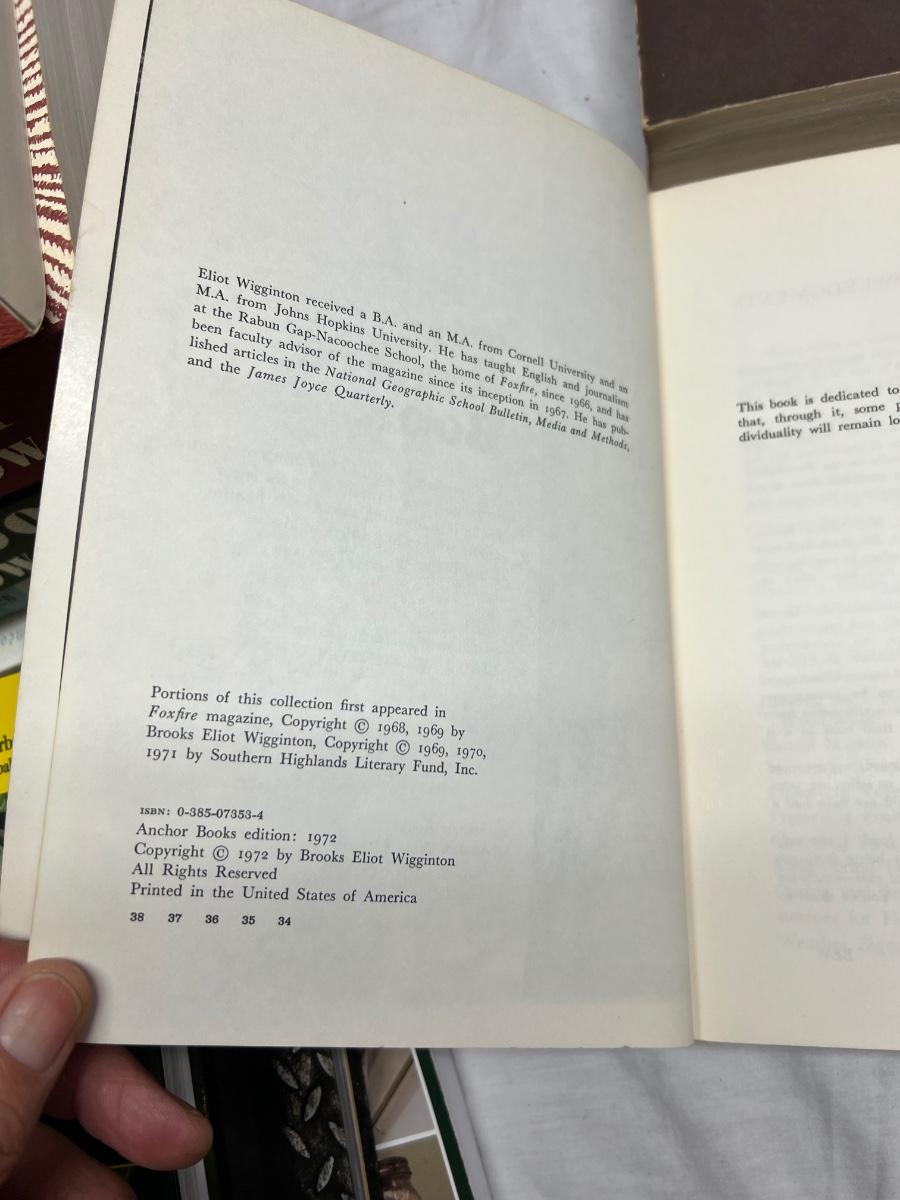 Eliot Wigginton received a B.A. and an M.A. from Cornell University and an
M.A. from Johns Hopkins University. He has taught English and journalism
at the Rabun Gap-Nacoochee School, the home of Foxfire, since 1966, and has
been faculty advisor of the magazine since its inception in 1967. He has pub-
lished articles in the National Geographic School Bulletin, Media and Methods,
and the James Joyce Quarterly.
Portions of this collection first appeared in
Foxfire magazine, Copyright © 1968, 1969 by
Brooks Eliot Wigginton, Copyright © 1969, 1970,
1971 by Southern Highlands Literary Fund, Inc.
ISBN: 0-385-07353-4
Anchor Books edition: 1972
Copyright © 1972 by Brooks Eliot Wigginton
All Rights Reserved
Printed in the United States of America
38 37 36 35 34
This book is dedicated to
that, through it, some
dividuality will remain